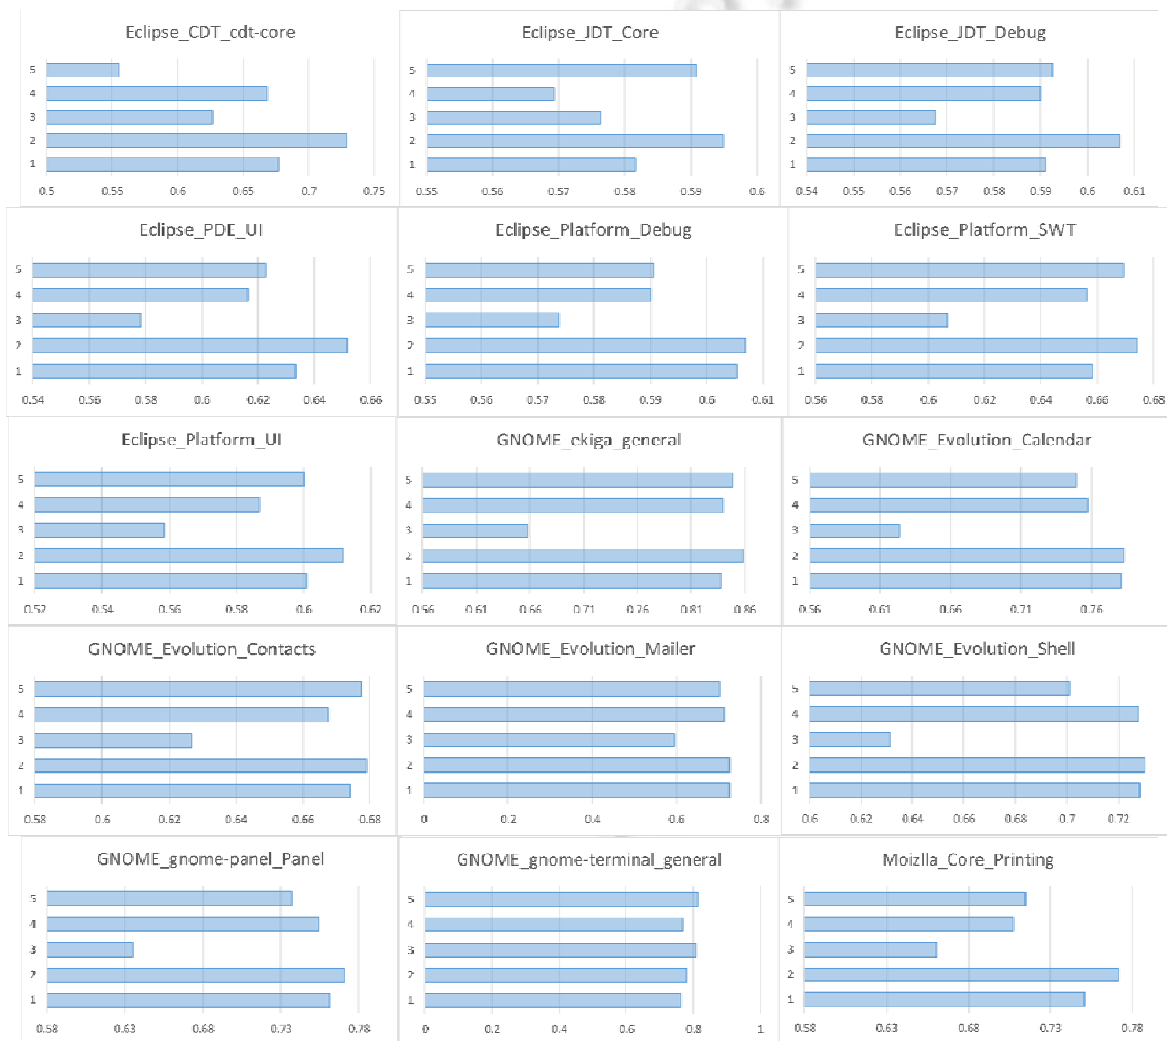 Eclipse_CDT_cdt-core
5
4
3
2
1
0.5 0.55 0.6 0.65 0.7 0.75
Eclipse_JDT_Core
5
4
3
2
1
0.55 0.56 0.57 0.58 0.59 0.6
Eclipse_JDT_Debug
5
4
3
2
1
0.54 0.55 0.56 0.57 0.58 0.59 0.6 0.61
Eclipse_PDE_UI
5
4
3
2
1
0.54 0.56 0.58 0.6 0.62 0.64 0.66
Eclipse_Platform_Debug
5
4
3
2
1
0.55 0.56 0.57 0.58 0.59 0.6 0.61
Eclipse_Platform_SWT
5
4
3
2
1
0.56 0.58 0.6 0.62 0.64 0.66 0.68
Eclipse_Platform_UI
5
4
3
2
1
0.52 0.54 0.56 0.58 0.6 0.62
GNOME_ekiga_general
5
4
3
2
1
0.56 0.61 0.66 0.71 0.76 0.81 0.86
GNOME_Evolution_Calendar
5
4
3
2
1
0.56 0.61 0.66 0.71 0.76
GNOME_Evolution_Contacts
5
4
3
2
1
0.58 0.6 0.62 0.64 0.66 0.68
GNOME_Evolution_Mailer
5
4
3
2
1
0 0.2 0.4 0.6 0.8
GNOME_Evolution_Shell
5
4
3
2
1
0.6 0.62 0.64 0.66 0.68 0.7 0.72
GNOME_gnome-panel_Panel
5
4
3
2
1
0.58 0.63 0.68 0.73 0.78
GNOME_gnome-terminal_general
5
4
3
2
1
0 0.2 0.4 0.6 0.8 1
Moizlla_Core_Printing
5
4
3
2
1
0.58 0.63 0.68 0.73 0.78